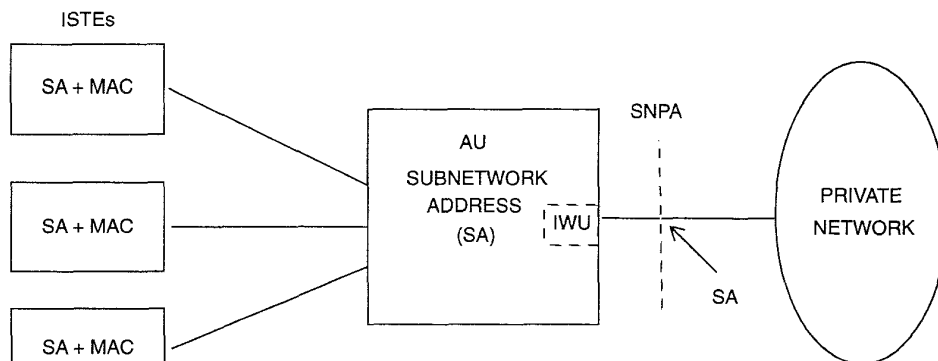 ISTEs
SA + MAC
SA + MAC
SA + MAC
AU
SUBNETWORK
ADDRESS
(SA)
IWU
SNPA
SA
PRIVATE
NETWORK